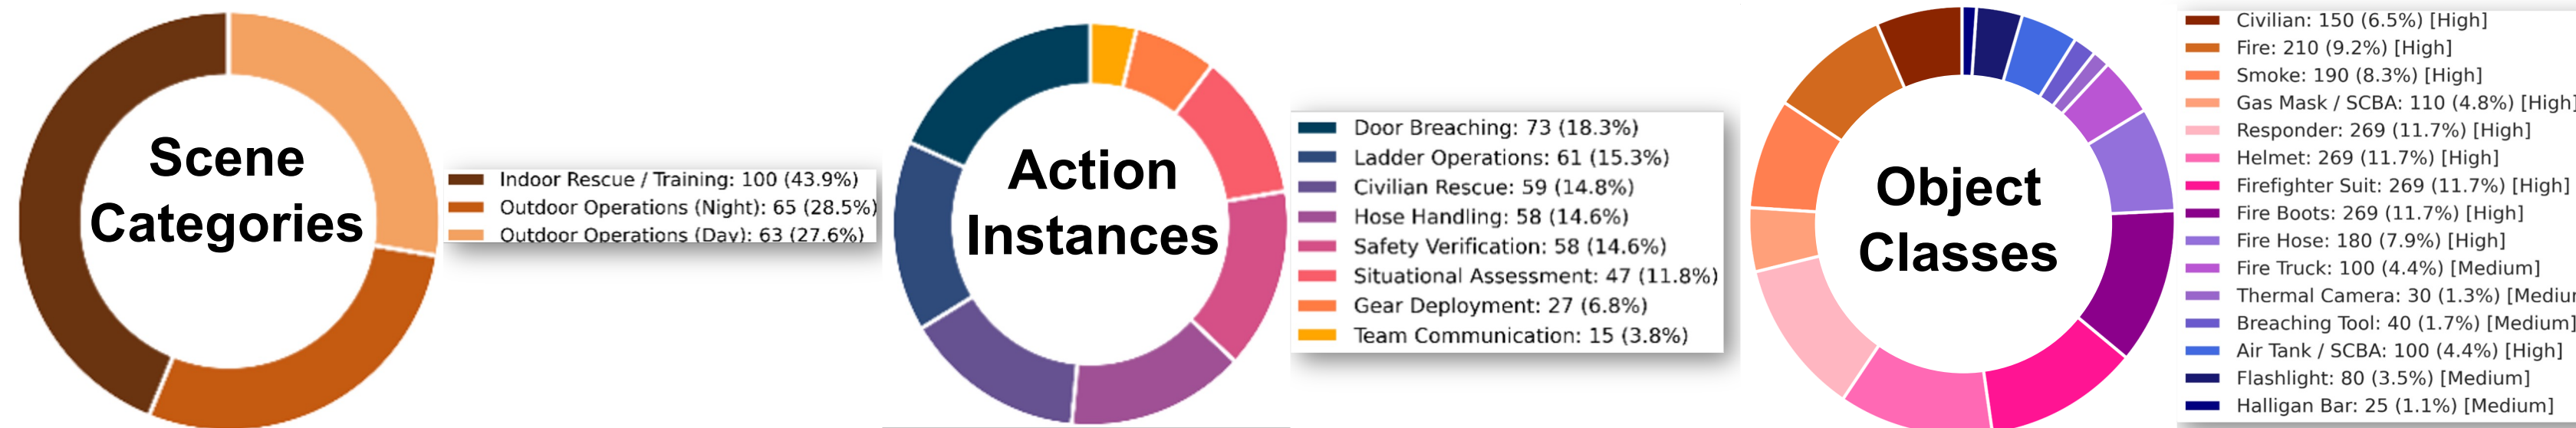 Scene
Categories
Indoor Rescue / Training: 100 (43.9%)
Outdoor Operations (Night): 65 (28.5%)
Outdoor Operations (Day): 63 (27.6%)
Action
Instances
Door Breaching: 73 (18.3%)
Ladder Operations: 61 (15.3%)
Civilian Rescue: 59 (14.8%)
Hose Handling: 58 (14.6%)
Safety Verification: 58 (14.6%)
Situational Assessment: 47 (11.8%)
Gear Deployment: 27 (6.8%)
Team Communication: 15 (3.8%)
Object
Classes
Civilian: 150 (6.5%) [High]
Fire: 210 (9.2%) [High]
Smoke: 190 (8.3%) [High]
Gas Mask / SCBA: 110 (4.8%) [High]
Responder: 269 (11.7%) [High]
Helmet: 269 (11.7%) [High]
Firefighter Suit: 269 (11.7%) [High]
Fire Boots: 269 (11.7%) [High]
Fire Hose: 180 (7.9%) [High]
Fire Truck: 100 (4.4%) [Medium]
Thermal Camera: 30 (1.3%)
Breaching Tool: 40 (1.7%) [Medium]
Air Tank / SCBA: 100 (4.4%) [High]
Flashlight: 80 (3.5%) [Medium]
Halligan Bar: 25 (1.1%) [Medium]